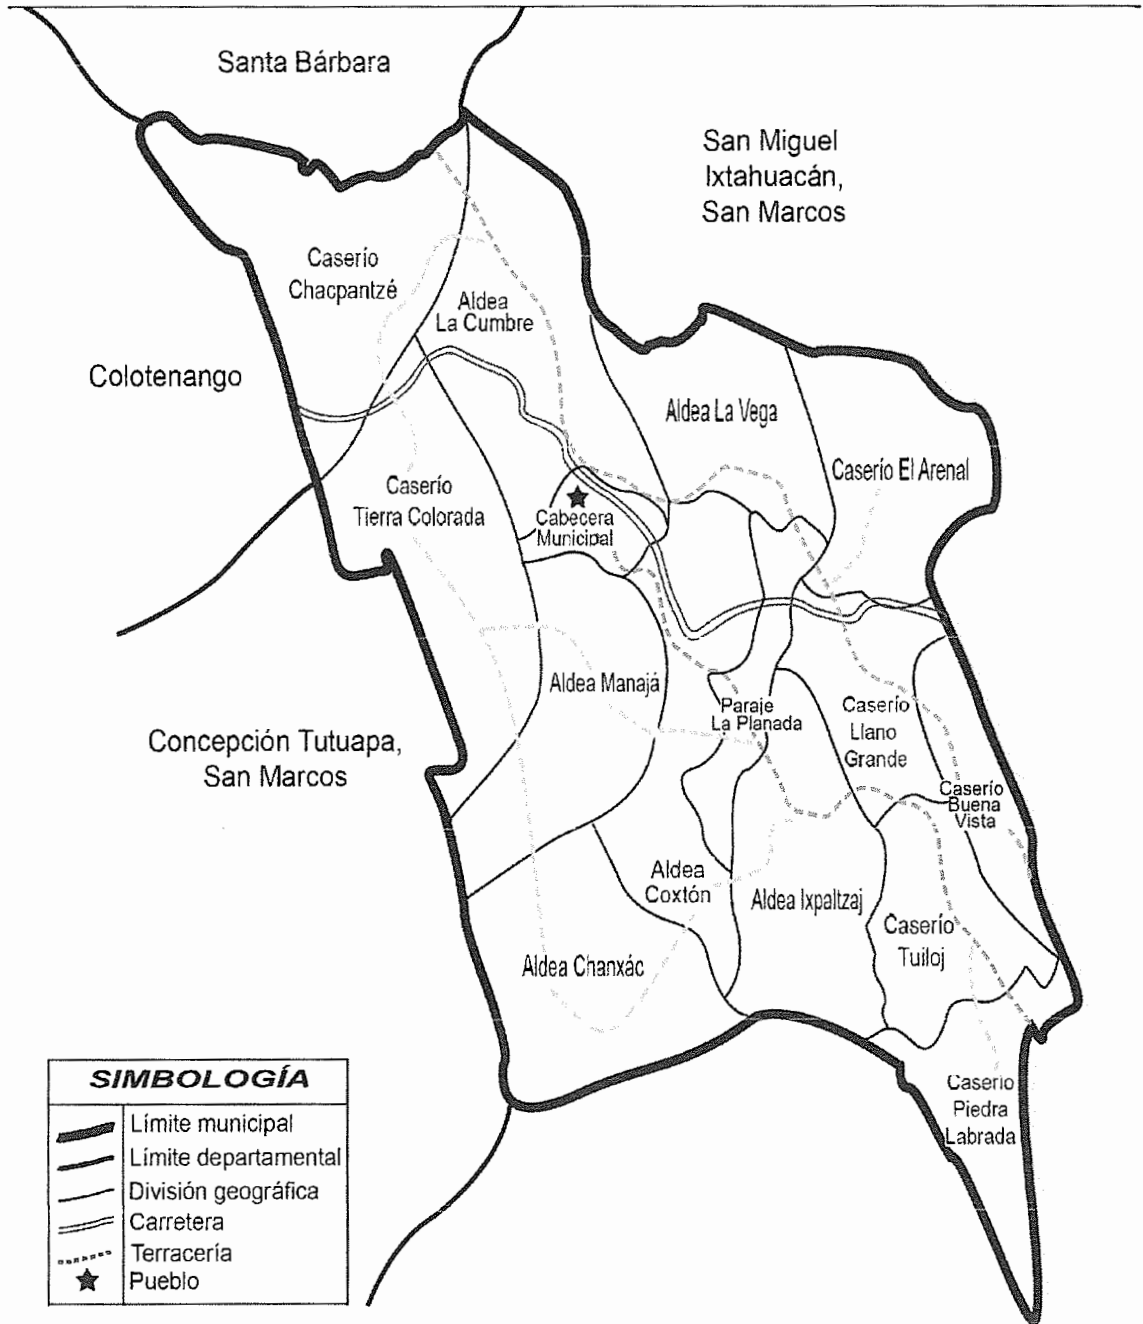 Santa Bárbara
San Miguel
Ixtahuacán,
San Marcos
Caserío
Chacpantzé
Aldea
La Cumbre
Colotenango
Aldea La Vega
Caserío El Arenal
Caserío
Tierra Colorada
Cabecera
Municipal
Aldea Manajá
Paraje
La Planada
Caserío
Llano
Grande
Concepción Tutuapa,
San Marcos
Caserío
Buena
Vista
Aldea
Coxtón
Aldea Ixpaltzaj
Caserío
Tuiloj
Aldea Chanxác
Caserio
Piedra
Labrada
SIMBOLOGÍA
Límite municipal
Límite departamental
División geográfica
Carretera
Terracería
Pueblo